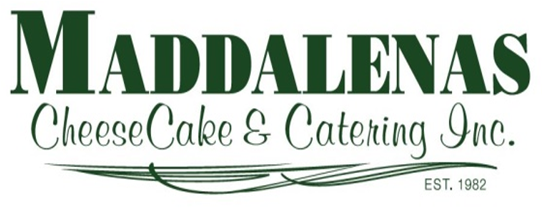 MADDALENAS
CheeseCake & Catering Inc.
EST. 1982